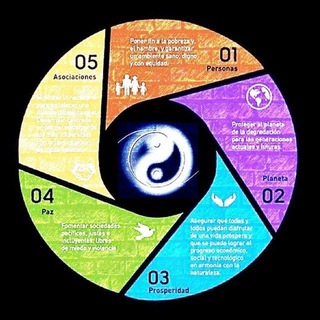 01
Personas
Poner fin a la pobreza y
el hambre, y garantizar
un ambiente sano, digno
y con equidad.
Planeta
02
Proteger al planeta
de la degradación
para las generaciones
actuales y futuras.
03
Prosperidad
Asegurar que todas y
todos puedan disfrutar
de una vida próspera y
que se pueda lograr el
progreso económico,
social y tecnológico
en armonía con la
naturaleza.
04
Paz
Fomentar sociedades
pacíficas, justas e
incluyentes, libres
de miedo y violencia.
05
Asociaciones